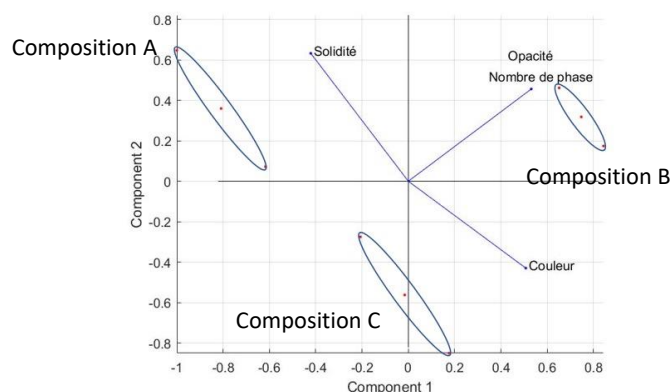 Composition A
Solidité
Opacité
Nombre de phase
Composition B
Couleur
Composition C
Component 2
0.8
0.6
0.4
0.2
0
-0.2
-0.4
-0.6
-0.8
-1 -0.8 -0.6 -0.4 -0.2 0 0.2 0.4 0.6 0.8
Component 1